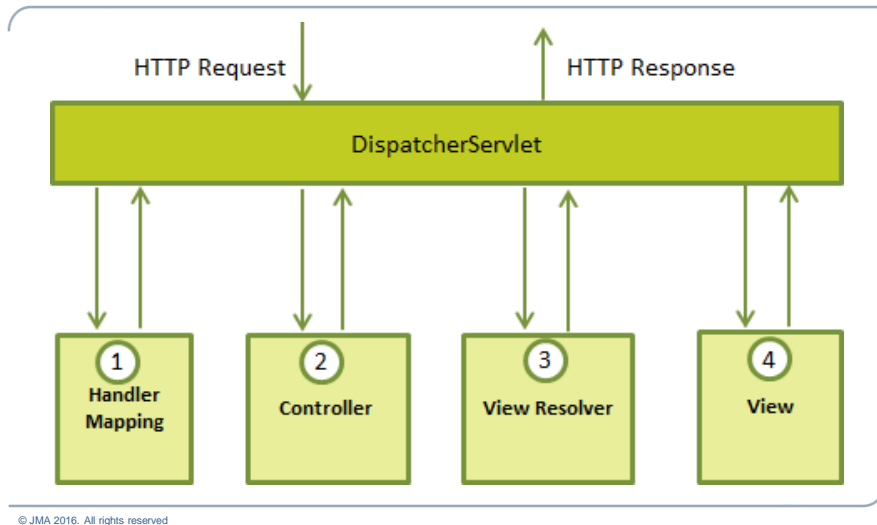 HTTP Request
HTTP Response
DispatcherServlet
1
Handler
Mapping
2
Controller
3
View Resolver
4
View
© JMA 2016. All rights reserved